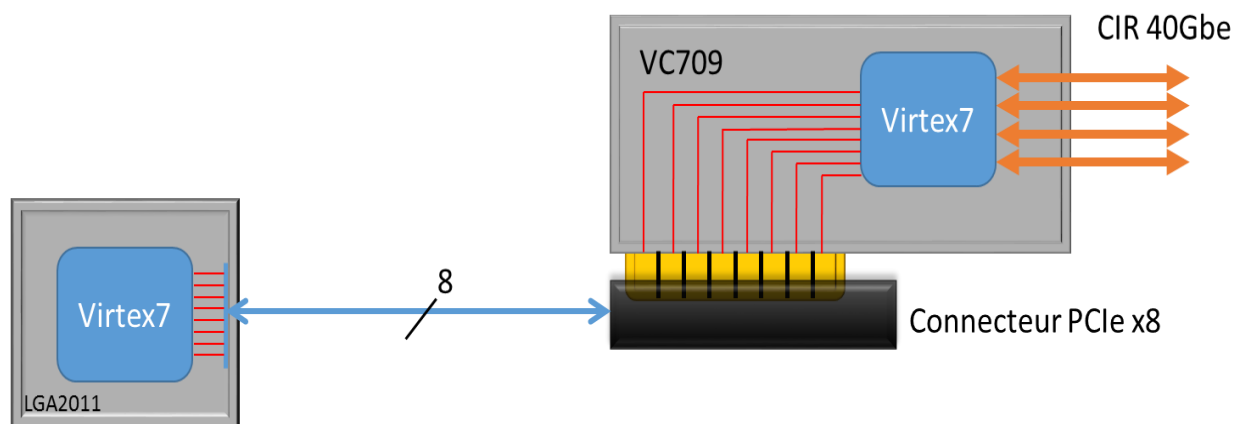 CIR 40Gbe
VC709
Virtex7
8
Virtex7
Connecteur PCIe x8
LGA2011